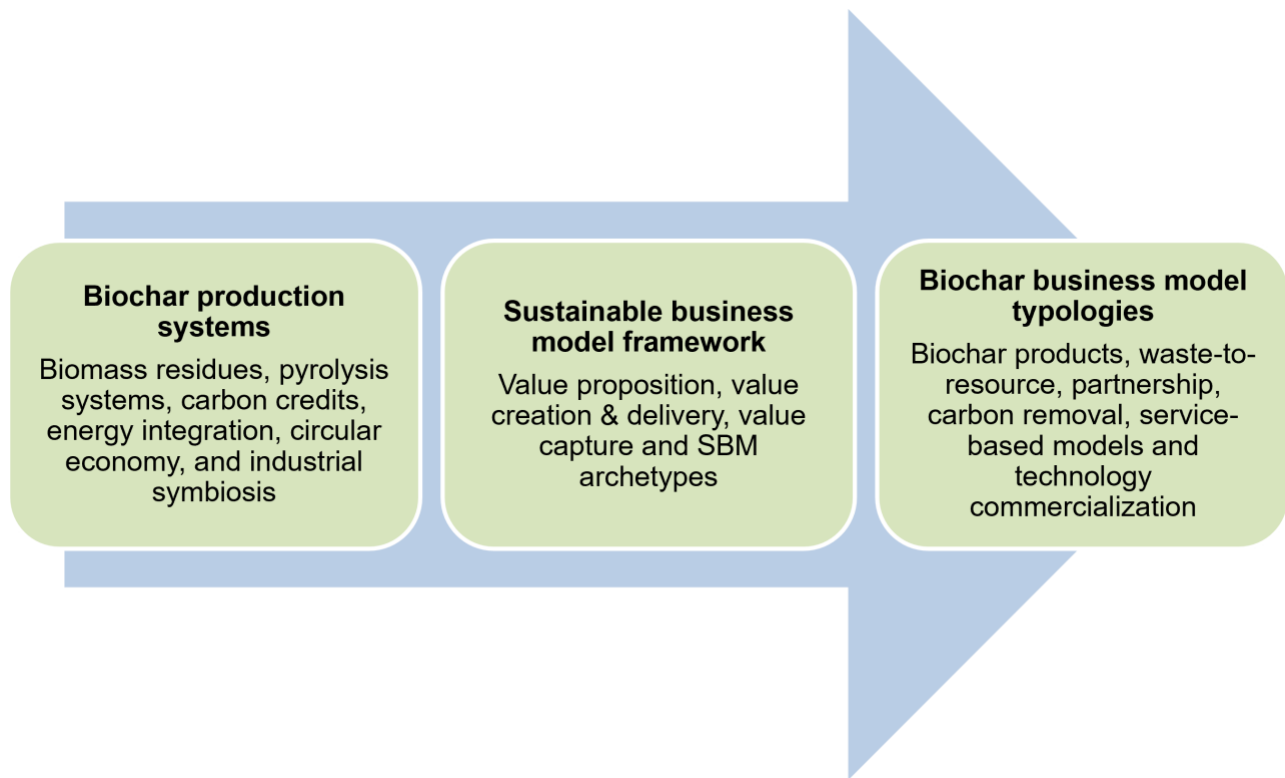 Biochar production
systems
Biomass residues, pyrolysis
systems, carbon credits,
energy integration, circular
economy, and industrial
symbiosis
Sustainable business
model framework
Value proposition, value
creation & delivery, value
capture and SBM
archetypes
Biochar business model
typologies
Biochar products, waste-to-
resource, partnership,
carbon removal, service-
based models and
technology
commercialization